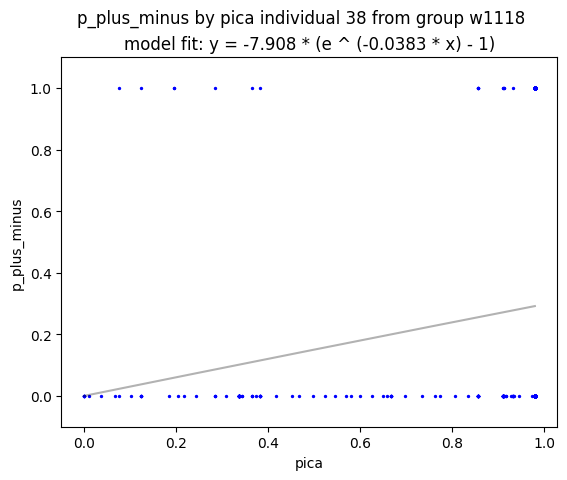 p_plus_minus by pica individual 38 from group w1118
model fit: y = -7.908 * (e ^ (-0.0383 * x) - 1)
1.0
0.8
0.6
0.4
0.2
0.0
p_plus_minus
0.0 0.2 0.4 0.6 0.8 1.0
pica